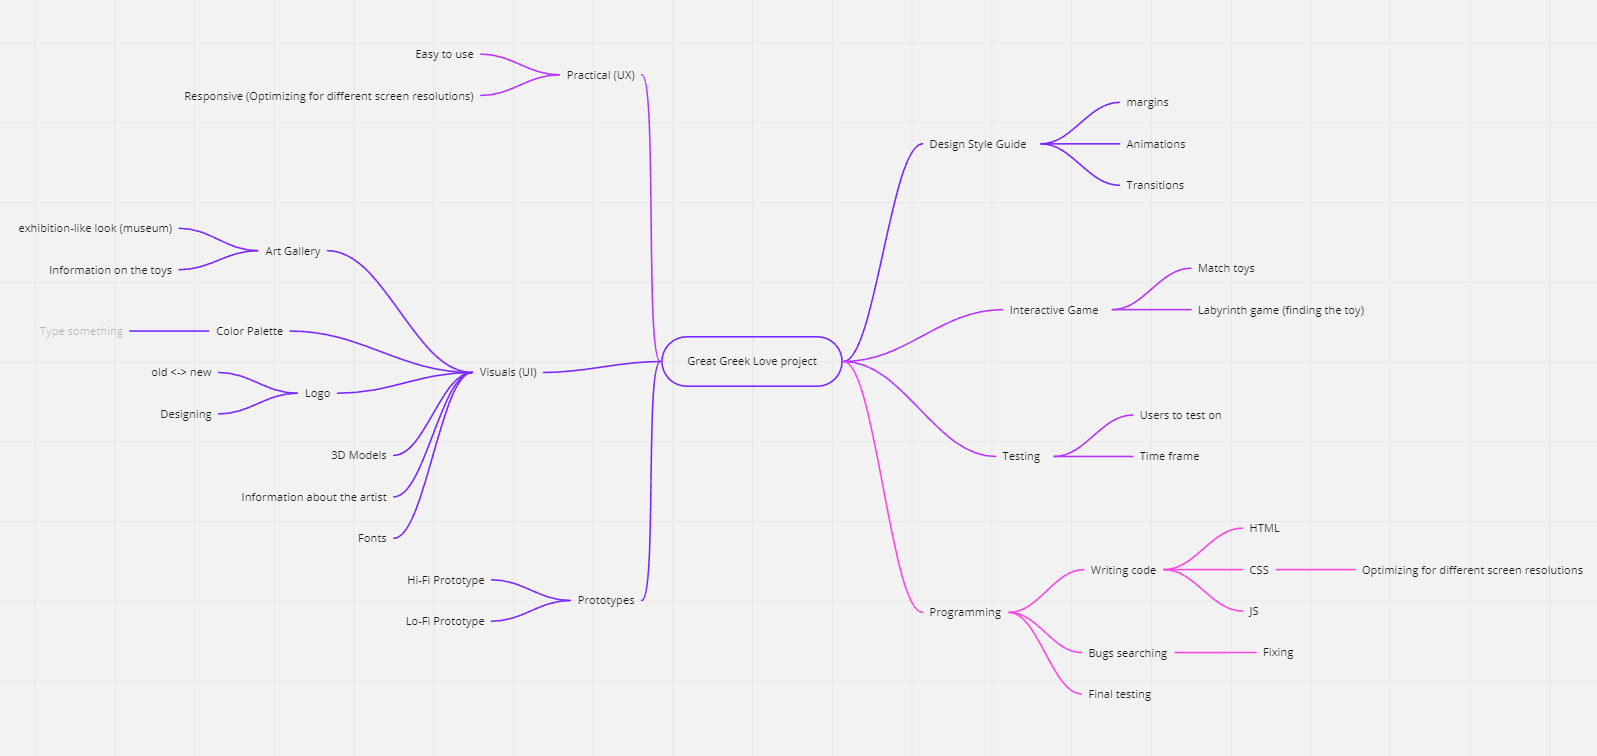 Easy to use
Practical (UX)
Responsive (Optimizing for different screen resolutions)
exhibition-like look (museum)
Art Gallery
Information on the toys
Type something
Color Palette
old <-> new
Logo
Designing
Visuals (UI)
3D Models
Information about the artist
Fonts
Hi-Fi Prototype
Prototypes
Lo-Fi Prototype
Great Greek Love project
Design Style Guide
margins
Animations
Transitions
Interactive Game
Match toys
Labyrinth game (finding the toy)
Testing
Users to test on
Time frame
Programming
Writing code
HTML
CSS
Optimizing for different screen resolutions
JS
Bugs searching
Fixing
Final testing